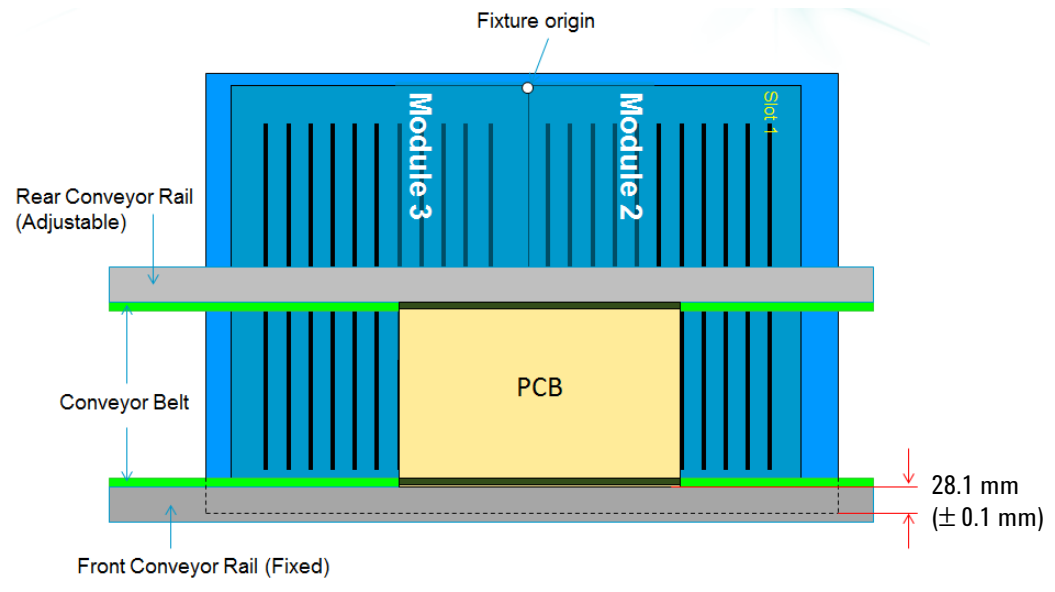 Fixture origin
Module 3
Module 2
Slot 1
Rear Conveyor Rail
(Adjustable)
Conveyor Belt
PCB
28.1 mm
(± 0.1 mm)
Front Conveyor Rail (Fixed)